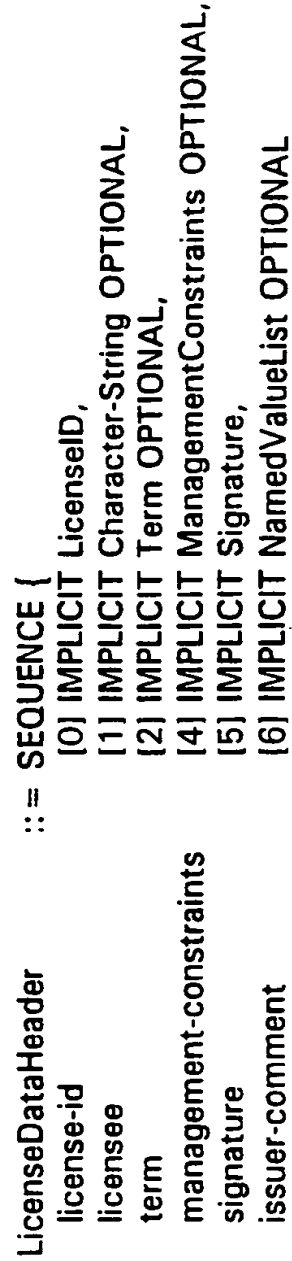 LicenseDataHeader ::= SEQUENCE {
license-id [0] IMPLICIT LicenseID,
licensee [1] IMPLICIT Character-String OPTIONAL,
term [2] IMPLICIT Term OPTIONAL,
management-constraints [4] IMPLICIT ManagementConstraints OPTIONAL,
signature [5] IMPLICIT Signature,
issuer-comment [6] IMPLICIT NamedValueList OPTIONAL